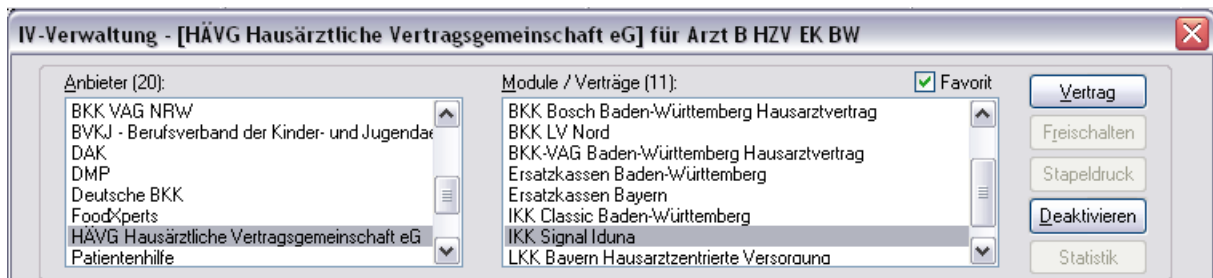 IV-Verwaltung - [HÄVG Hausärztliche Vertragsgemeinschaft eG] für Arzt B HZV EK BW
Anbieter (20):
BKK VAG NRW
BVKJ - Berufsverband der Kinder- und Jugendae
DAK
DMP
Deutsche BKK
FoodXperts
HÄVG Hausärztliche Vertragsgemeinschaft eG
Patientenhilfe
Module / Verträge (11):
Favorit
BKK Bosch Baden-Württemberg Hausarztvertrag
BKK LV Nord
BKK-VAG Baden-Württemberg Hausarztvertrag
Ersatzkassen Baden-Württemberg
Ersatzkassen Bayern
IKK Classic Baden-Württemberg
IKK Signal Iduna
LKK Bayern Hausarztzentrierte Versorgung
Vertrag
Freischalten
Stapeldruck
Deaktivieren
Statistik